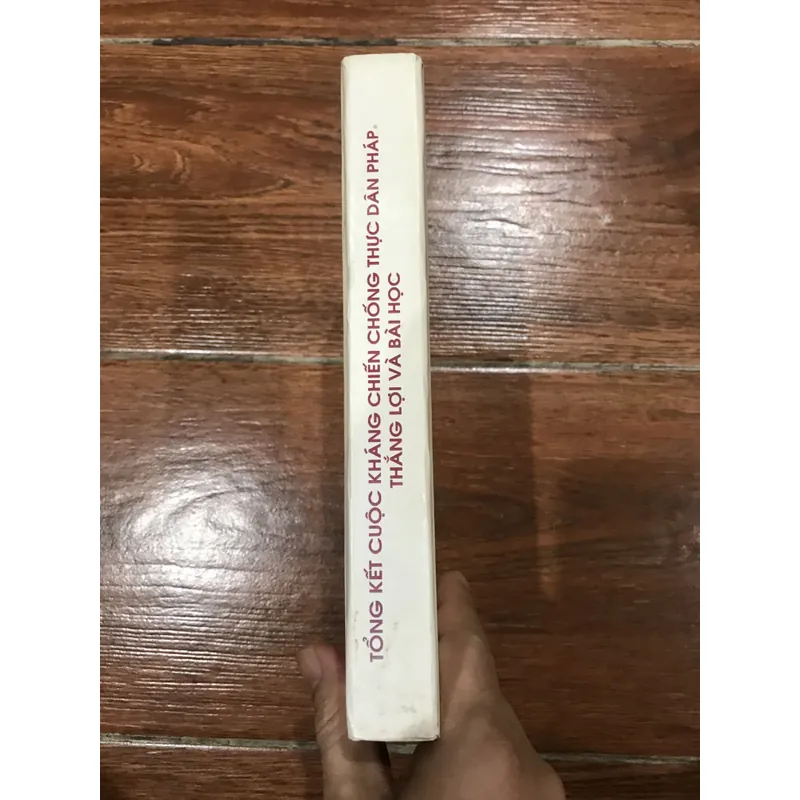 TỔNG KẾT CUỘC KHÁNG CHIẾN CHỐNG THỰC DÂN PHÁP.
THẮNG LỢI VÀ BÀI HỌC